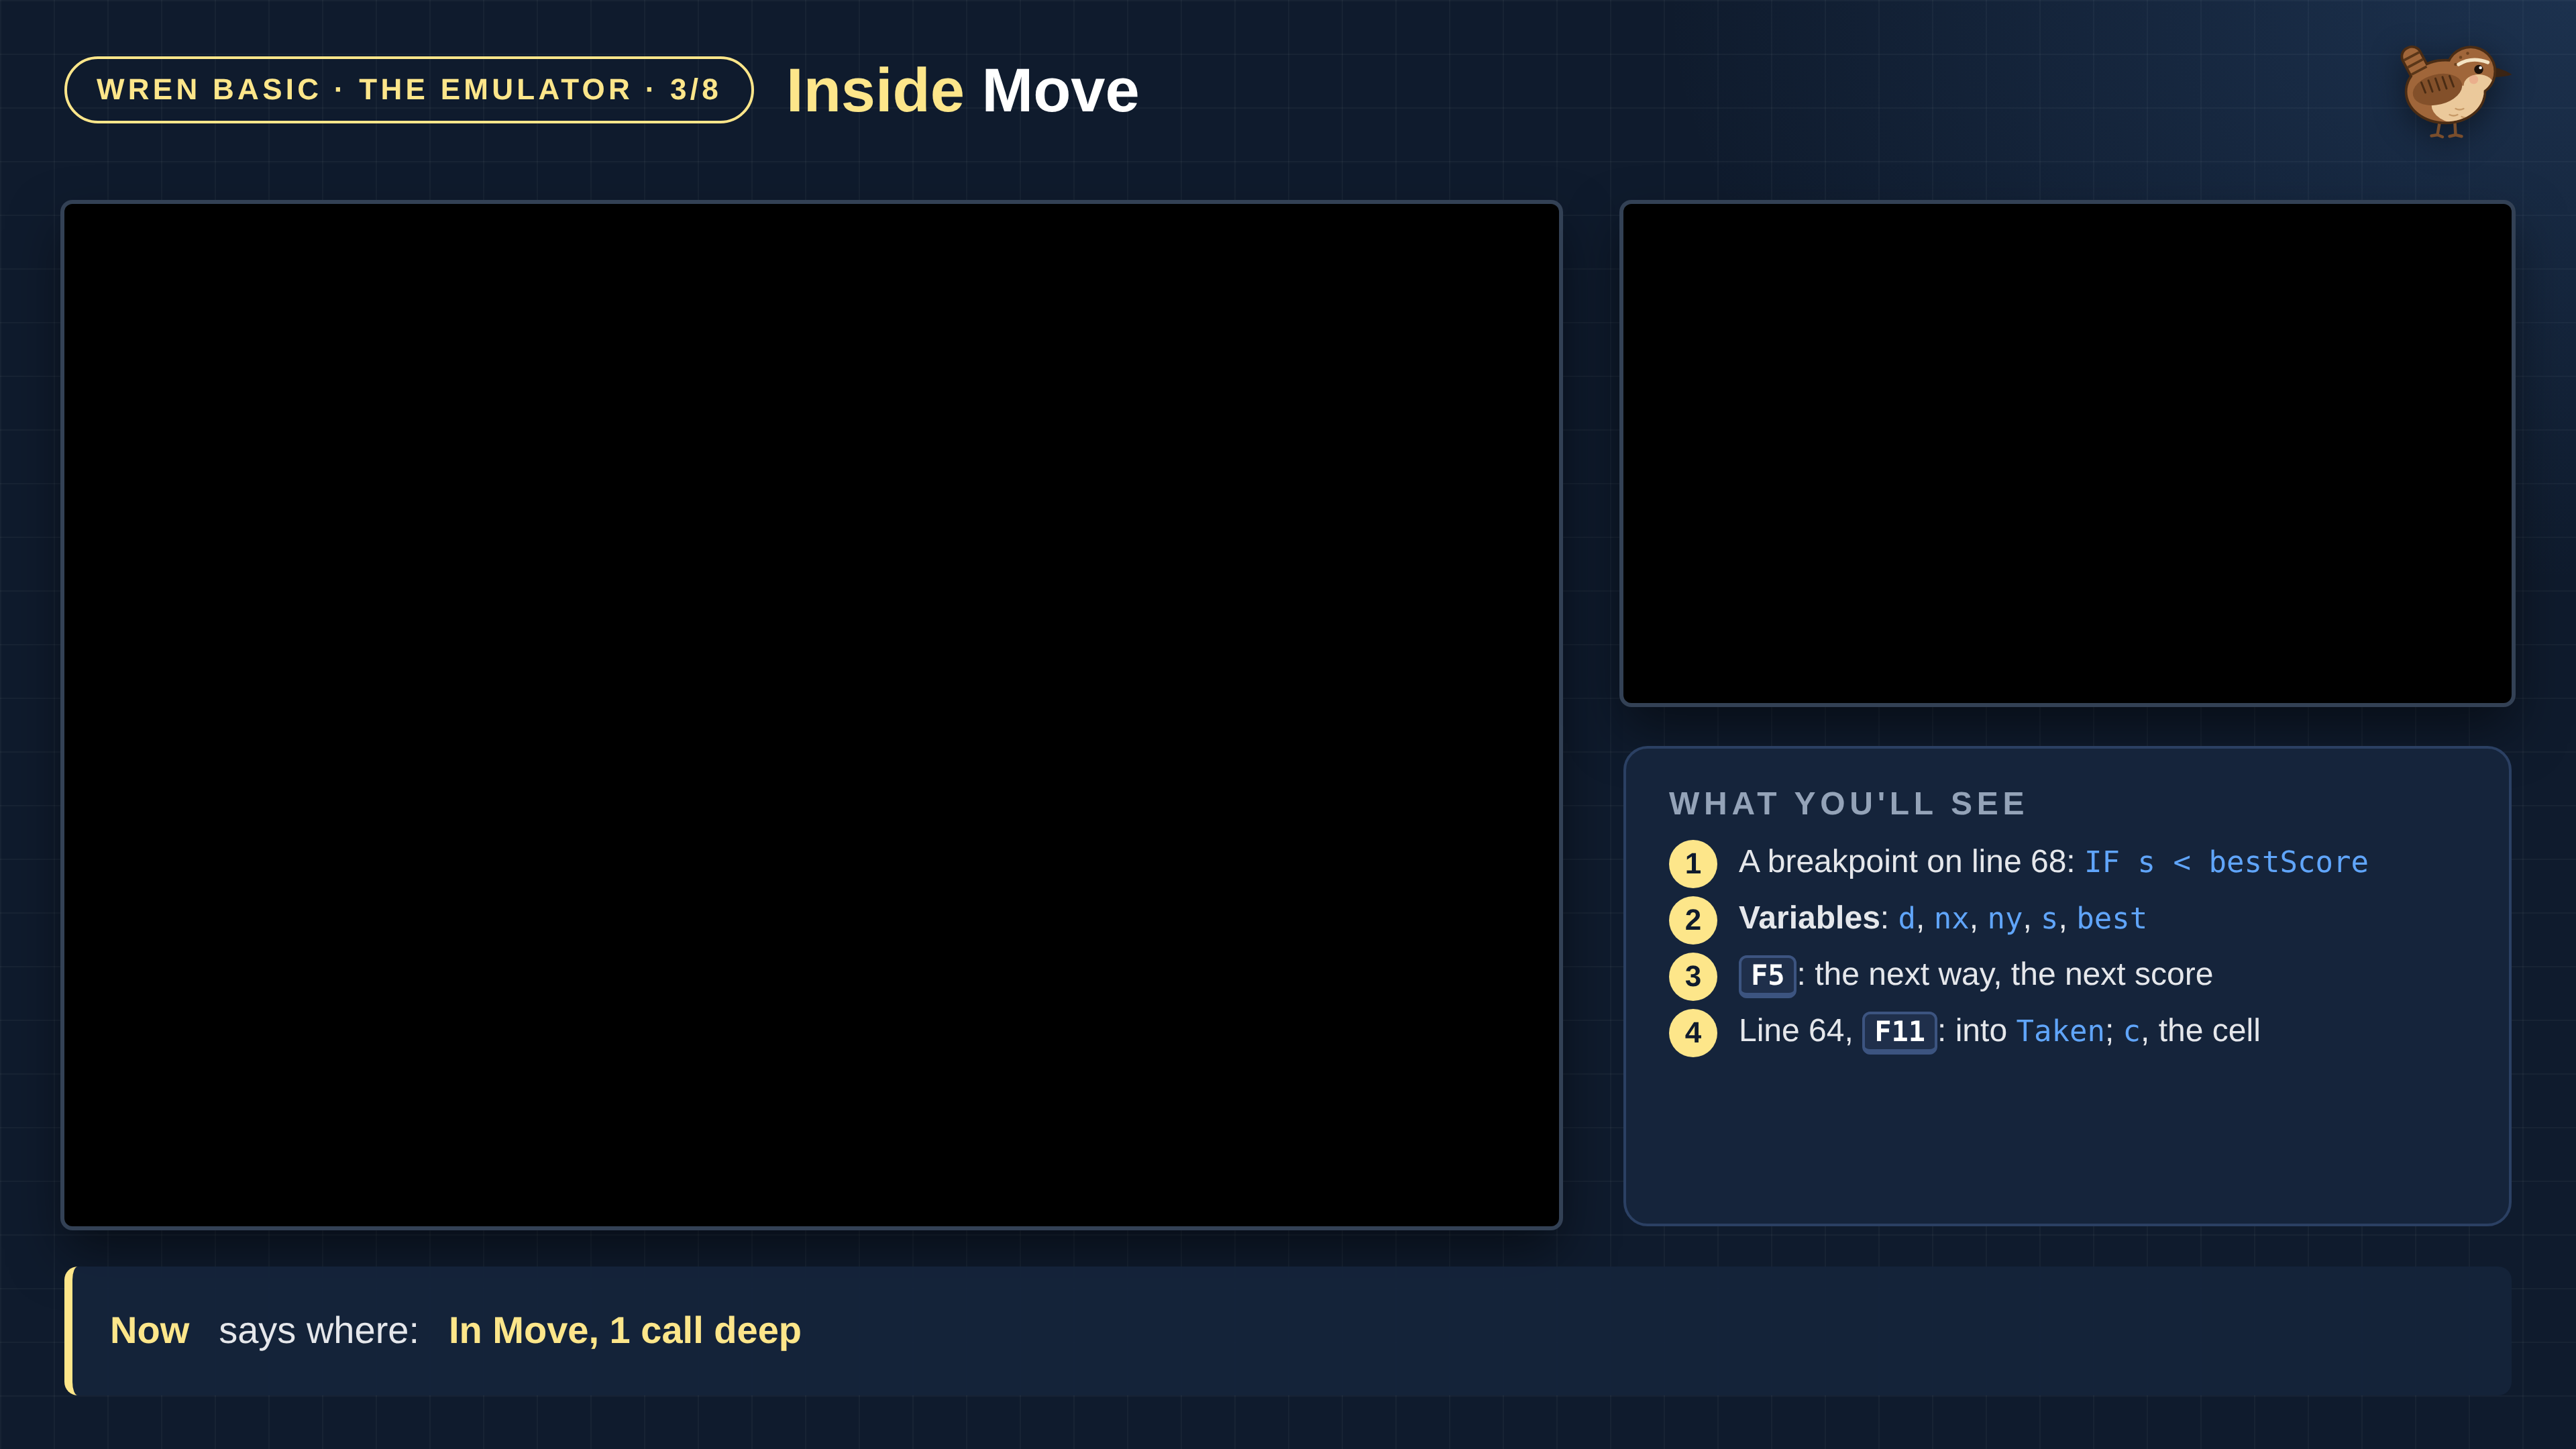 WREN BASIC · THE EMULATOR · 3/8
Inside Move
WHAT YOU'LL SEE
1 A breakpoint on line 68: IF s < bestScore
2 Variables: d, nx, ny, s, best
3 F5: the next way, the next score
4 Line 64, F11: into Taken; c, the cell
Now says where: In Move, 1 call deep